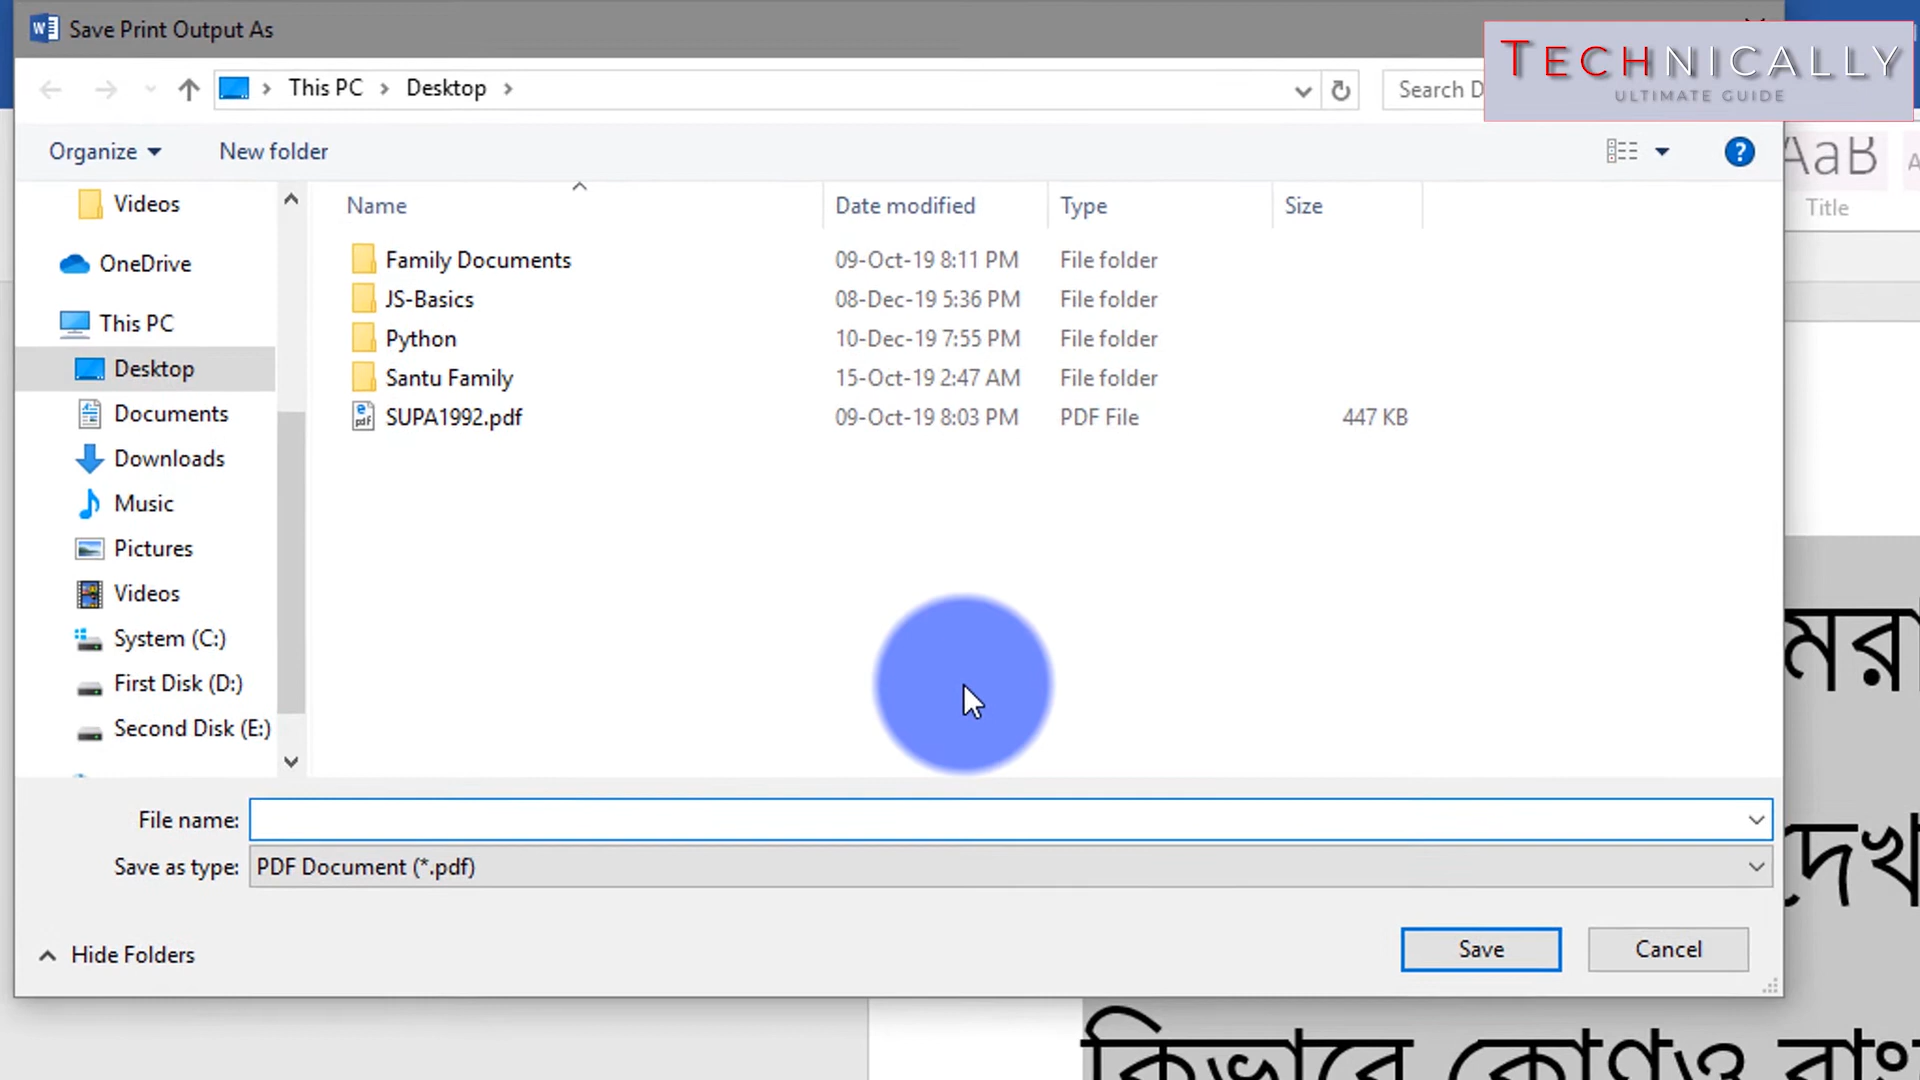 Save Print Output As
TECHNICALLY
ULTIMATE GUIDE
This PC > Desktop >
Search D
Organize
New folder
?
AaB
Title
Name
Date modified
Type
Size
Videos
OneDrive
This PC
Desktop
Documents
Downloads
Music
Pictures
Videos
System (C:)
First Disk (D:)
Second Disk (E:)
Family Documents 09-Oct-19 8:11 PM File folder
JS-Basics 08-Dec-19 5:36 PM File folder
Python 10-Dec-19 7:55 PM File folder
Santu Family 15-Oct-19 2:47 AM File folder
SUPA1992.pdf 09-Oct-19 8:03 PM PDF File 447 KB
File name:
Save as type: PDF Document (*.pdf)
Hide Folders
Save
Cancel
কিভাবে কোণও